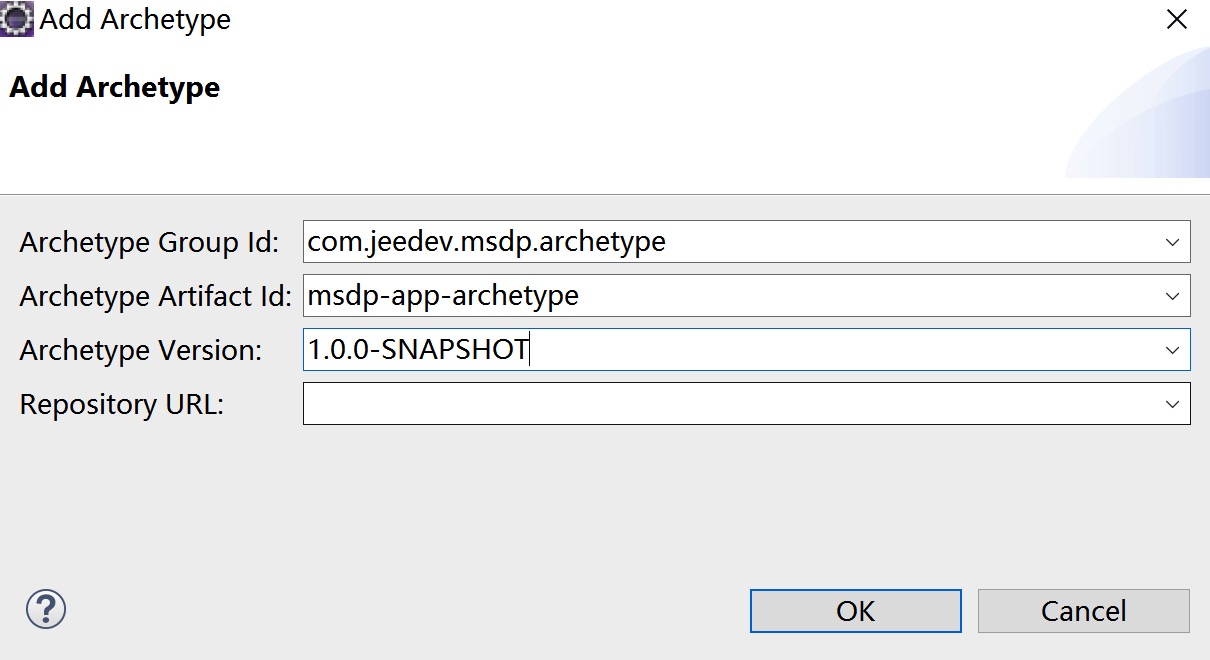 Add Archetype
Add Archetype
Archetype Group Id: com.jeedev.msdp.archetype
Archetype Artifact Id: msdp-app-archetype
Archetype Version: 1.0.0-SNAPSHOT
Repository URL:
? OK Cancel